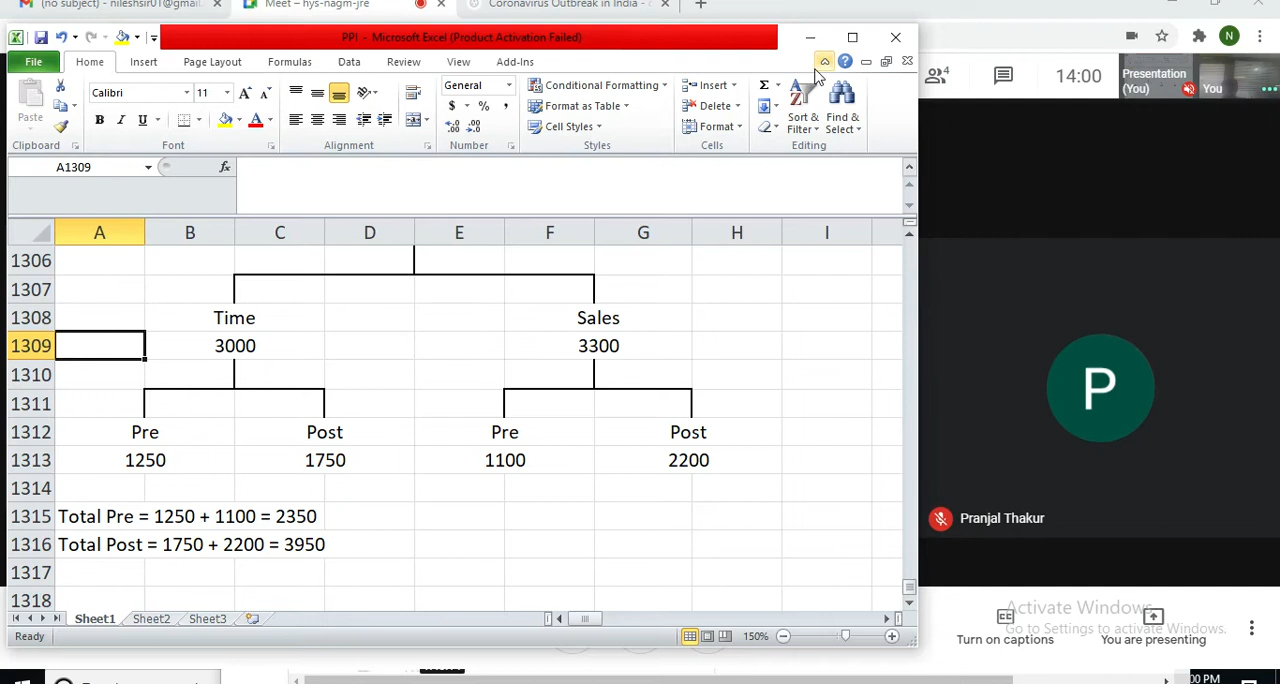 (no subject) - nileshsir01@gmail.
Meet – hys-nagm-jre
Coronavirus Outbreak in India - c
PPI - Microsoft Excel (Product Activation Failed)
N
File Home Insert Page Layout Formulas Data Review View Add-Ins
Paste
Calibri 11
General
Conditional Formatting
Format as Table
Cell Styles
Insert
Delete
Format
Sort & Filter
Find & Select
Clipboard Font Alignment Number Styles Cells Editing
4
14:00
Presentation (You)
You
A1309
fx
A B C D E F G H I
1306
1307
1308 Time Sales
1309 3000 3300
1310
1311
1312 Pre Post Pre Post
1313 1250 1750 1100 2200
1314
1315 Total Pre = 1250 + 1100 = 2350
1316 Total Post = 1750 + 2200 = 3950
1317
1318
P
Pranjal Thakur
Sheet1 Sheet2 Sheet3
Ready
150%
Activate Windows
Go to Settings to activate Windows.
Turn on captions
You are presenting
:00 PM